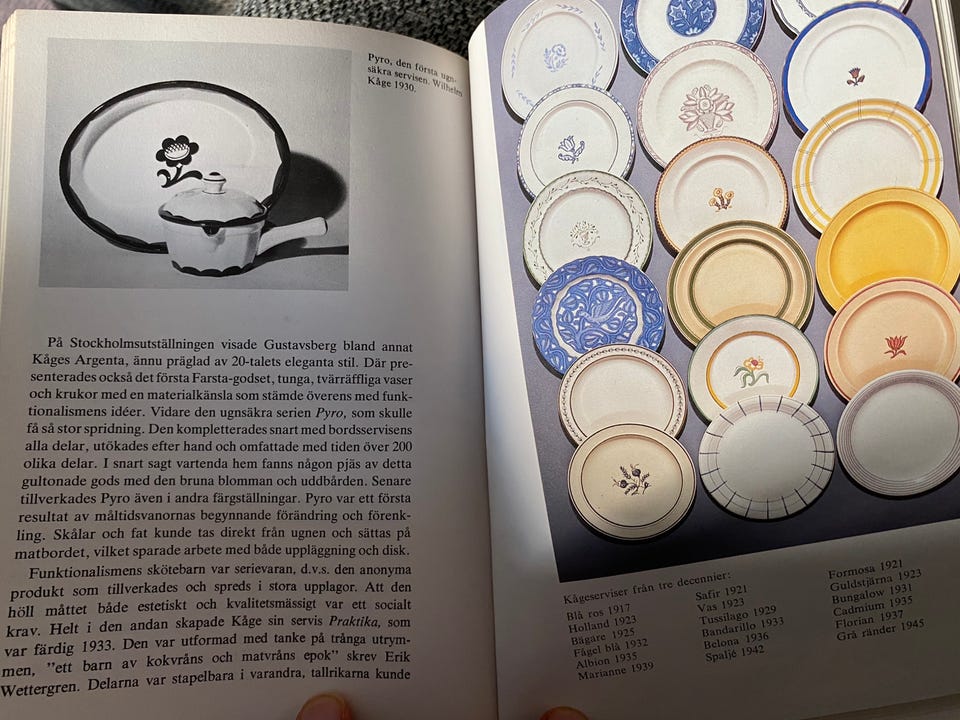 Pyro, den första ugn-
säkra servisen. Wilhelm
Kåge 1930.
På Stockholmsutställningen visade Gustavsberg bland annat
Kåges Argenta, ännu präglad av 20-talets eleganta stil. Där pre-
senterades också det första Farsta-godset, tunga, tvärräffliga vaser
och krukor med en materialkänsla som stämde överens med funk-
tionalismens idéer. Vidare den ugnsäkra serien Pyro, som skulle
få så stor spridning. Den kompletterades snart med bordsservisens
alla delar, utökades efter hand och omfattade med tiden över 200
olika delar. I snart sagt vartenda hem fanns någon pjäs av detta
gultonade gods med den bruna blomman och uddbården. Senare
tillverkades Pyro även i andra färgställningar. Pyro var ett första
resultat av måltidsvanornas begynnande förändring och förenk-
ling. Skålar och fat kunde tas direkt från ugnen och sättas på
matbordet, vilket sparade arbete med både uppläggning och disk.
Funktionalismens skötebarn var serievaran, d.v.s. den anonyma
produkt som tillverkades och spreds i stora upplagor. Att den
höll måttet både estetiskt och kvalitetsmässigt var ett socialt
krav. Helt i den andan skapade Kåge sin servis Praktika, som
var färdig 1933. Den var utformad med tanke på trånga utrym-
men, ”ett barn av kokvråns och matvråns epok” skrev Erik
Wettergren. Delarna var stapelbara i varandra, tallrikarna kunde
Kågeserviser från tre decennier:
Blå ros 1917
Holland 1923
Bägare 1925
Fågel blå 1932
Albion 1935
Marianne 1939
Safir 1921
Vas 1923
Tussilago 1929
Bandarillo 1933
Belona 1936
Spaljé 1942
Formosa 1921
Guldstjärna 1923
Bungalow 1931
Cadmium 1935
Florian 1937
Grå ränder 1945